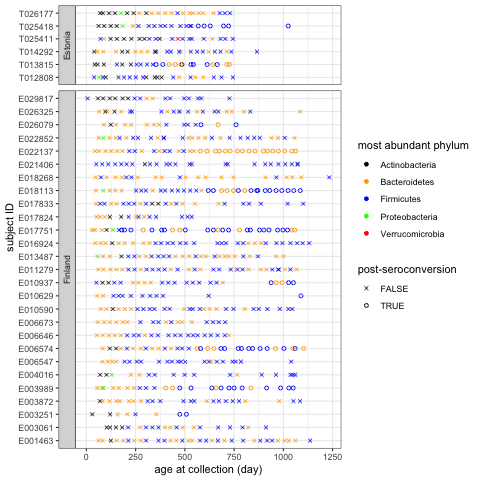 T026177
T025418
T025411
T014292
T013815
T012808
Estonia
E029817
E026325
E026079
E022852
E022137
E021406
E018268
E018113
E017833
E017824
E017751
E016924
E013487
E011279
E010937
E010629
E010590
E006673
E006646
E006574
E006547
E004016
E003989
E003872
E003251
E003061
E001463
Finland
subject ID
0
250
500
750
1000
1250
age at collection (day)
most abundant phylum
Actinobacteria
Bacteroidetes
Firmicutes
Proteobacteria
Verrucomicrobia
post-seroconversion
FALSE
TRUE